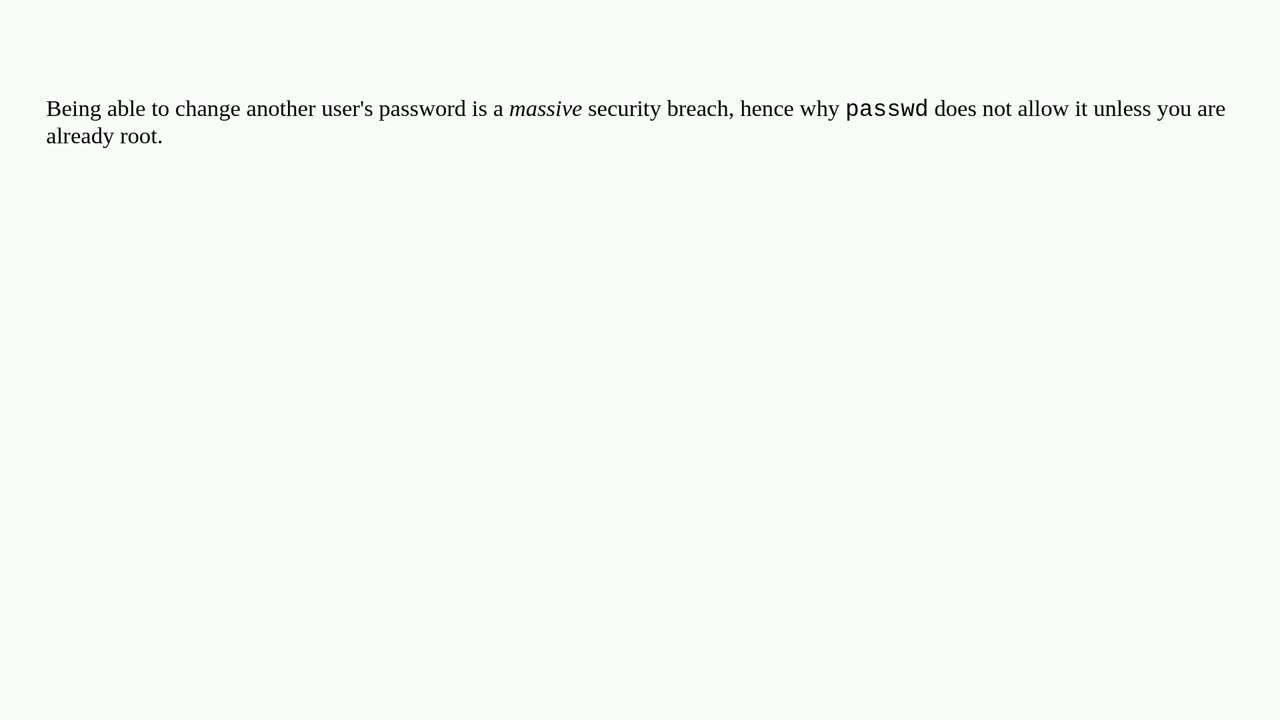 Being able to change another user's password is a massive security breach, hence why passwd does not allow it unless you are
already root.